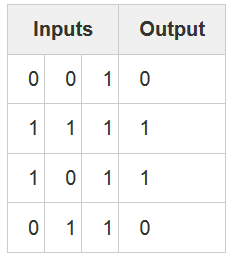 Inputs Output
0 0 1 0
1 1 1 1
1 0 1 1
0 1 1 0